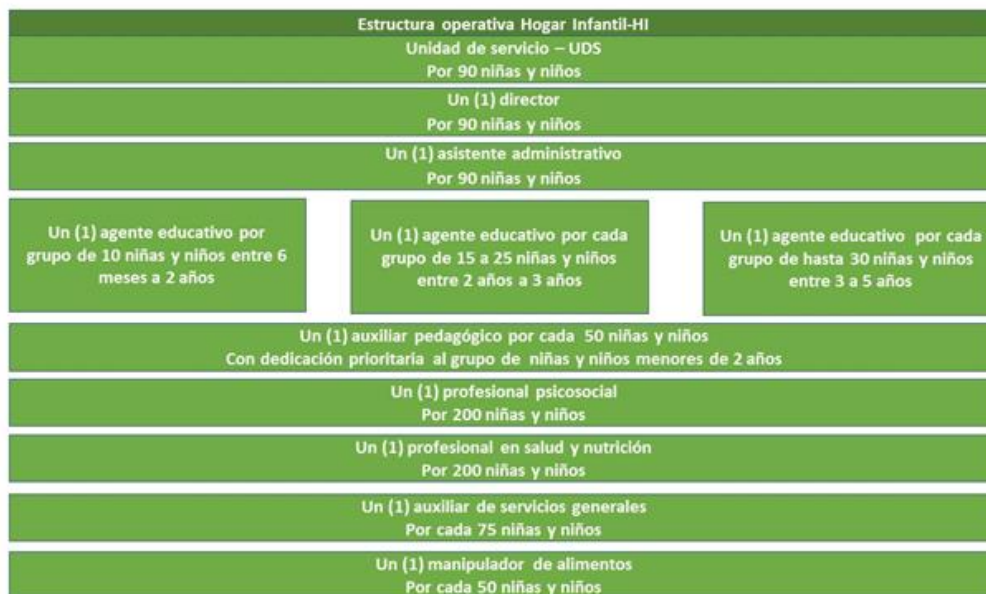 Estructura operativa Hogar Infantil-HI
Unidad de servicio – UDS
Por 90 niñas y niños
Un (1) director
Por 90 niñas y niños
Un (1) asistente administrativo
Por 90 niñas y niños
Un (1) agente educativo por
grupo de 10 niñas y niños entre 6
meses a 2 años
Un (1) agente educativo por cada
grupo de 15 a 25 niñas y niños
entre 2 años a 3 años
Un (1) agente educativo por cada
grupo de hasta 30 niñas y niños
entre 3 a 5 años
Un (1) auxiliar pedagógico por cada 50 niñas y niños
Con dedicación prioritaria al grupo de niñas y niños menores de 2 años
Un (1) profesional psicosocial
Por 200 niñas y niños
Un (1) profesional en salud y nutrición
Por 200 niñas y niños
Un (1) auxiliar de servicios generales
Por cada 75 niñas y niños
Un (1) manipulador de alimentos
Por cada 50 niñas y niños